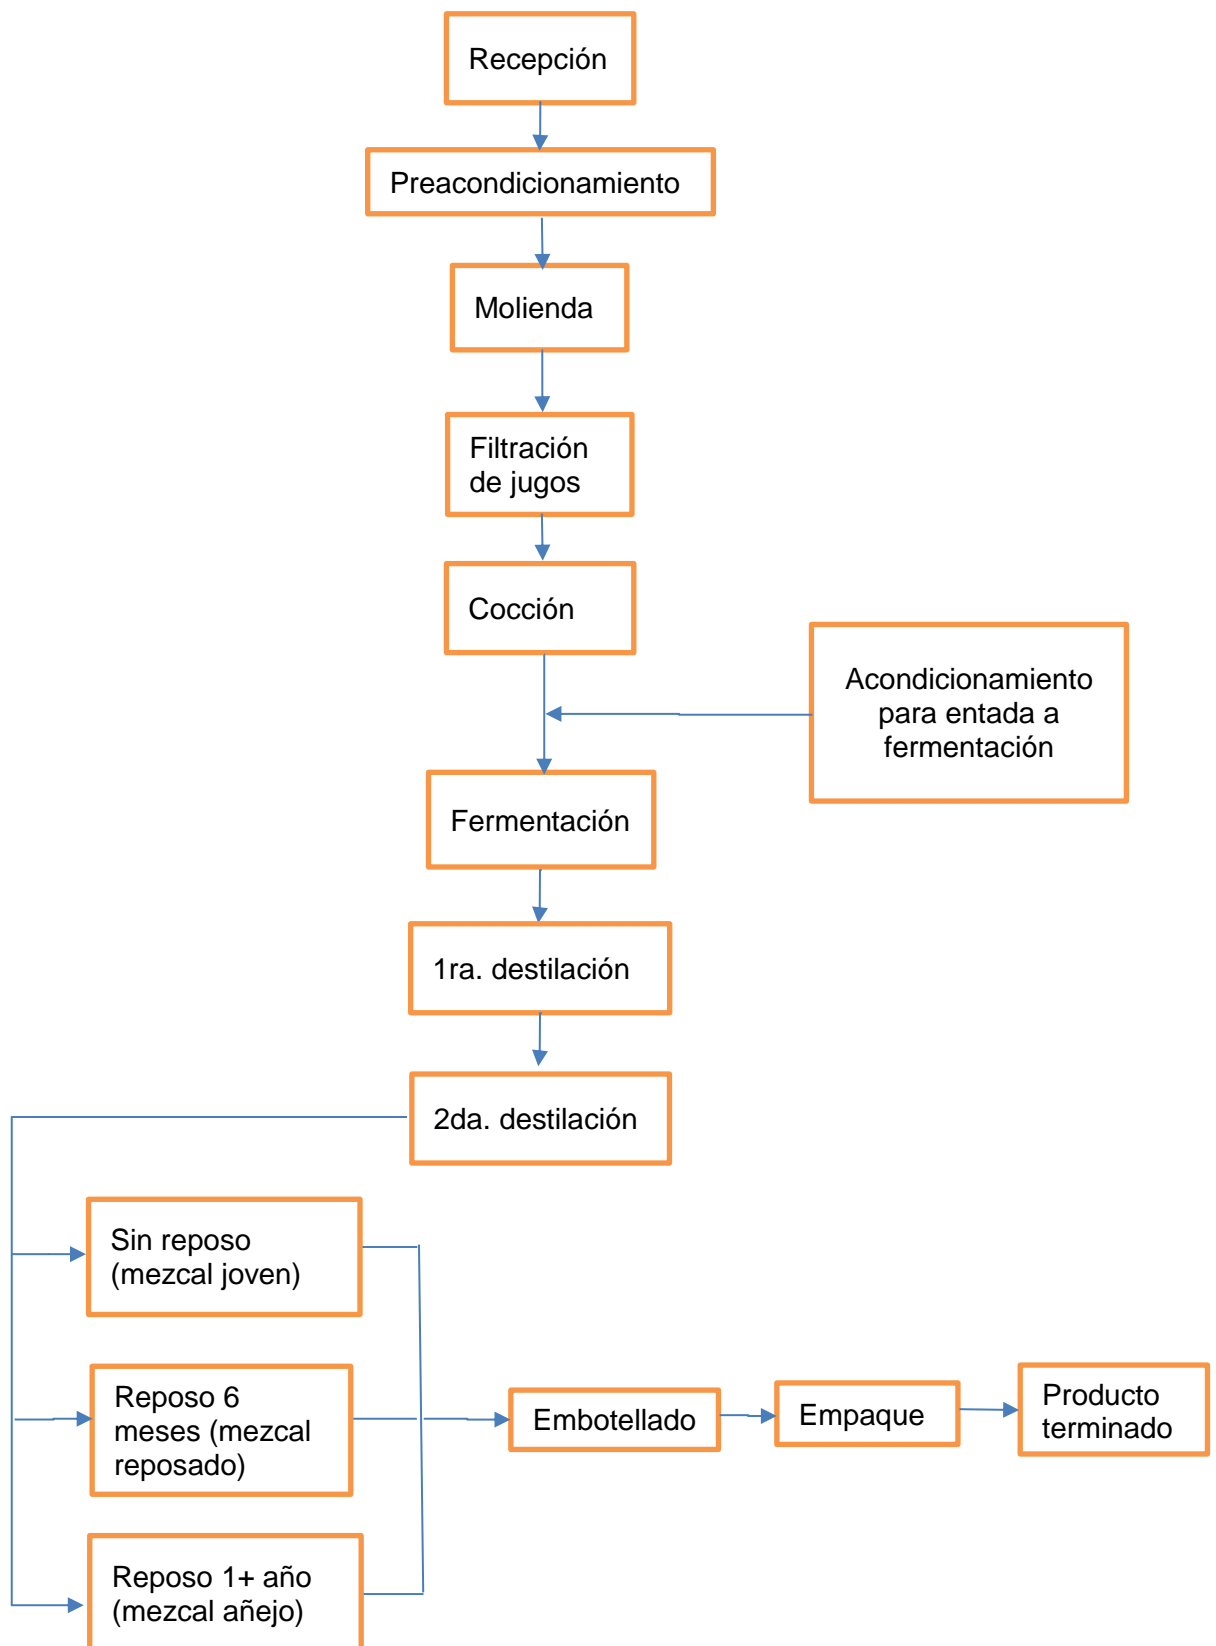 Recepción
Preacondicionamiento
Molienda
Filtración
de jugos
Cocción
Acondicionamiento
para entada a
fermentación
Fermentación
1ra. destilación
2da. destilación
Sin reposo
(mezcal joven)
Reposo 6
meses (mezcal
reposado)
Embotellado
Empaque
Producto
terminado
Reposo 1+ año
(mezcal añejo)